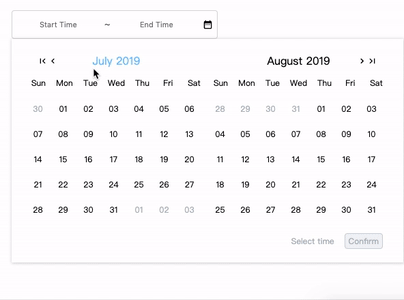 Start Time ~ End Time
July 2019 August 2019
Sun Mon Tue Wed Thu Fri Sat Sun Mon Tue Wed Thu Fri Sat
30 01 02 03 04 05 06 28 29 30 31 01 02 03
07 08 09 10 11 12 13 04 05 06 07 08 09 10
14 15 16 17 18 19 20 11 12 13 14 15 16 17
21 22 23 24 25 26 27 18 19 20 21 22 23 24
28 29 30 31 01 02 03 25 26 27 28 29 30 31
Select time Confirm